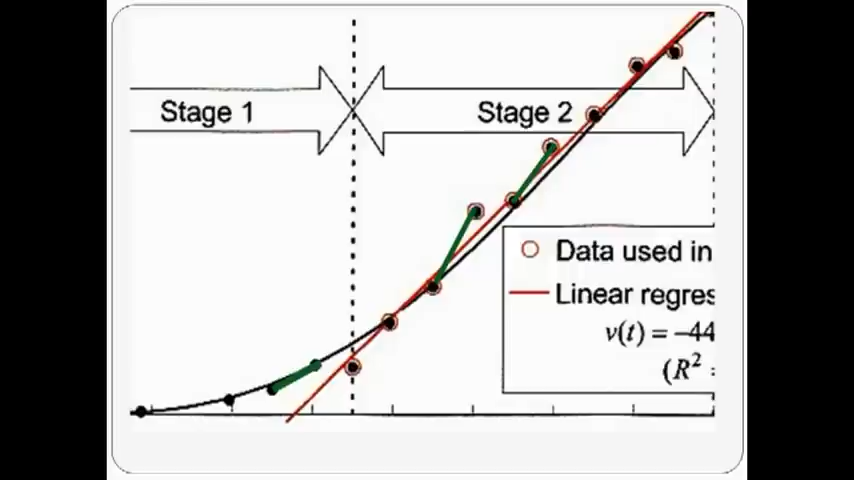 Stage 1
Stage 2
Data used in
Linear regres
v(t) = −44
(R² =